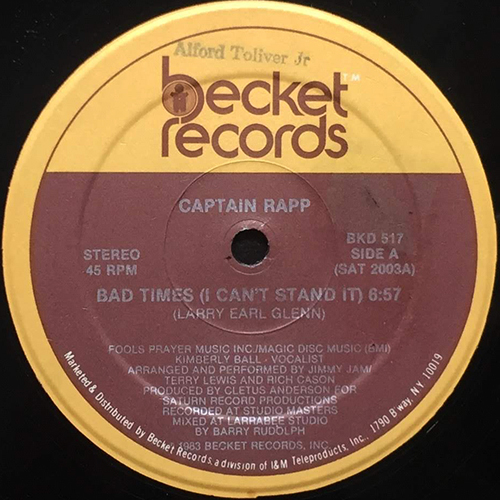 Alford Toliver Jr
becket TM
records
CAPTAIN RAPP
STEREO
45 RPM
BKD 517
SIDE A
(SAT 2003A)
BAD TIMES (I CAN'T STAND IT) 6:57
(LARRY EARL GLENN)
FOOLS PRAYER MUSIC INC./MAGIC DISC MUSIC (BMI)
KIMBERLY BALL - VOCALIST
ARRANGED AND PERFORMED BY JIMMY JAM/
TERRY LEWIS AND RICH CASON
PRODUCED BY CLETUS ANDERSON FOR
SATURN RECORD PRODUCTIONS
RECORDED AT STUDIO MASTERS
MIXED AT LARRABEE STUDIO
BY BARRY RUDOLPH
© 1983 BECKET RECORDS, INC.
Marketed & Distributed by Becket Records, a division of I&M Teleproducts, Inc. 1790 B'way, NY 10019